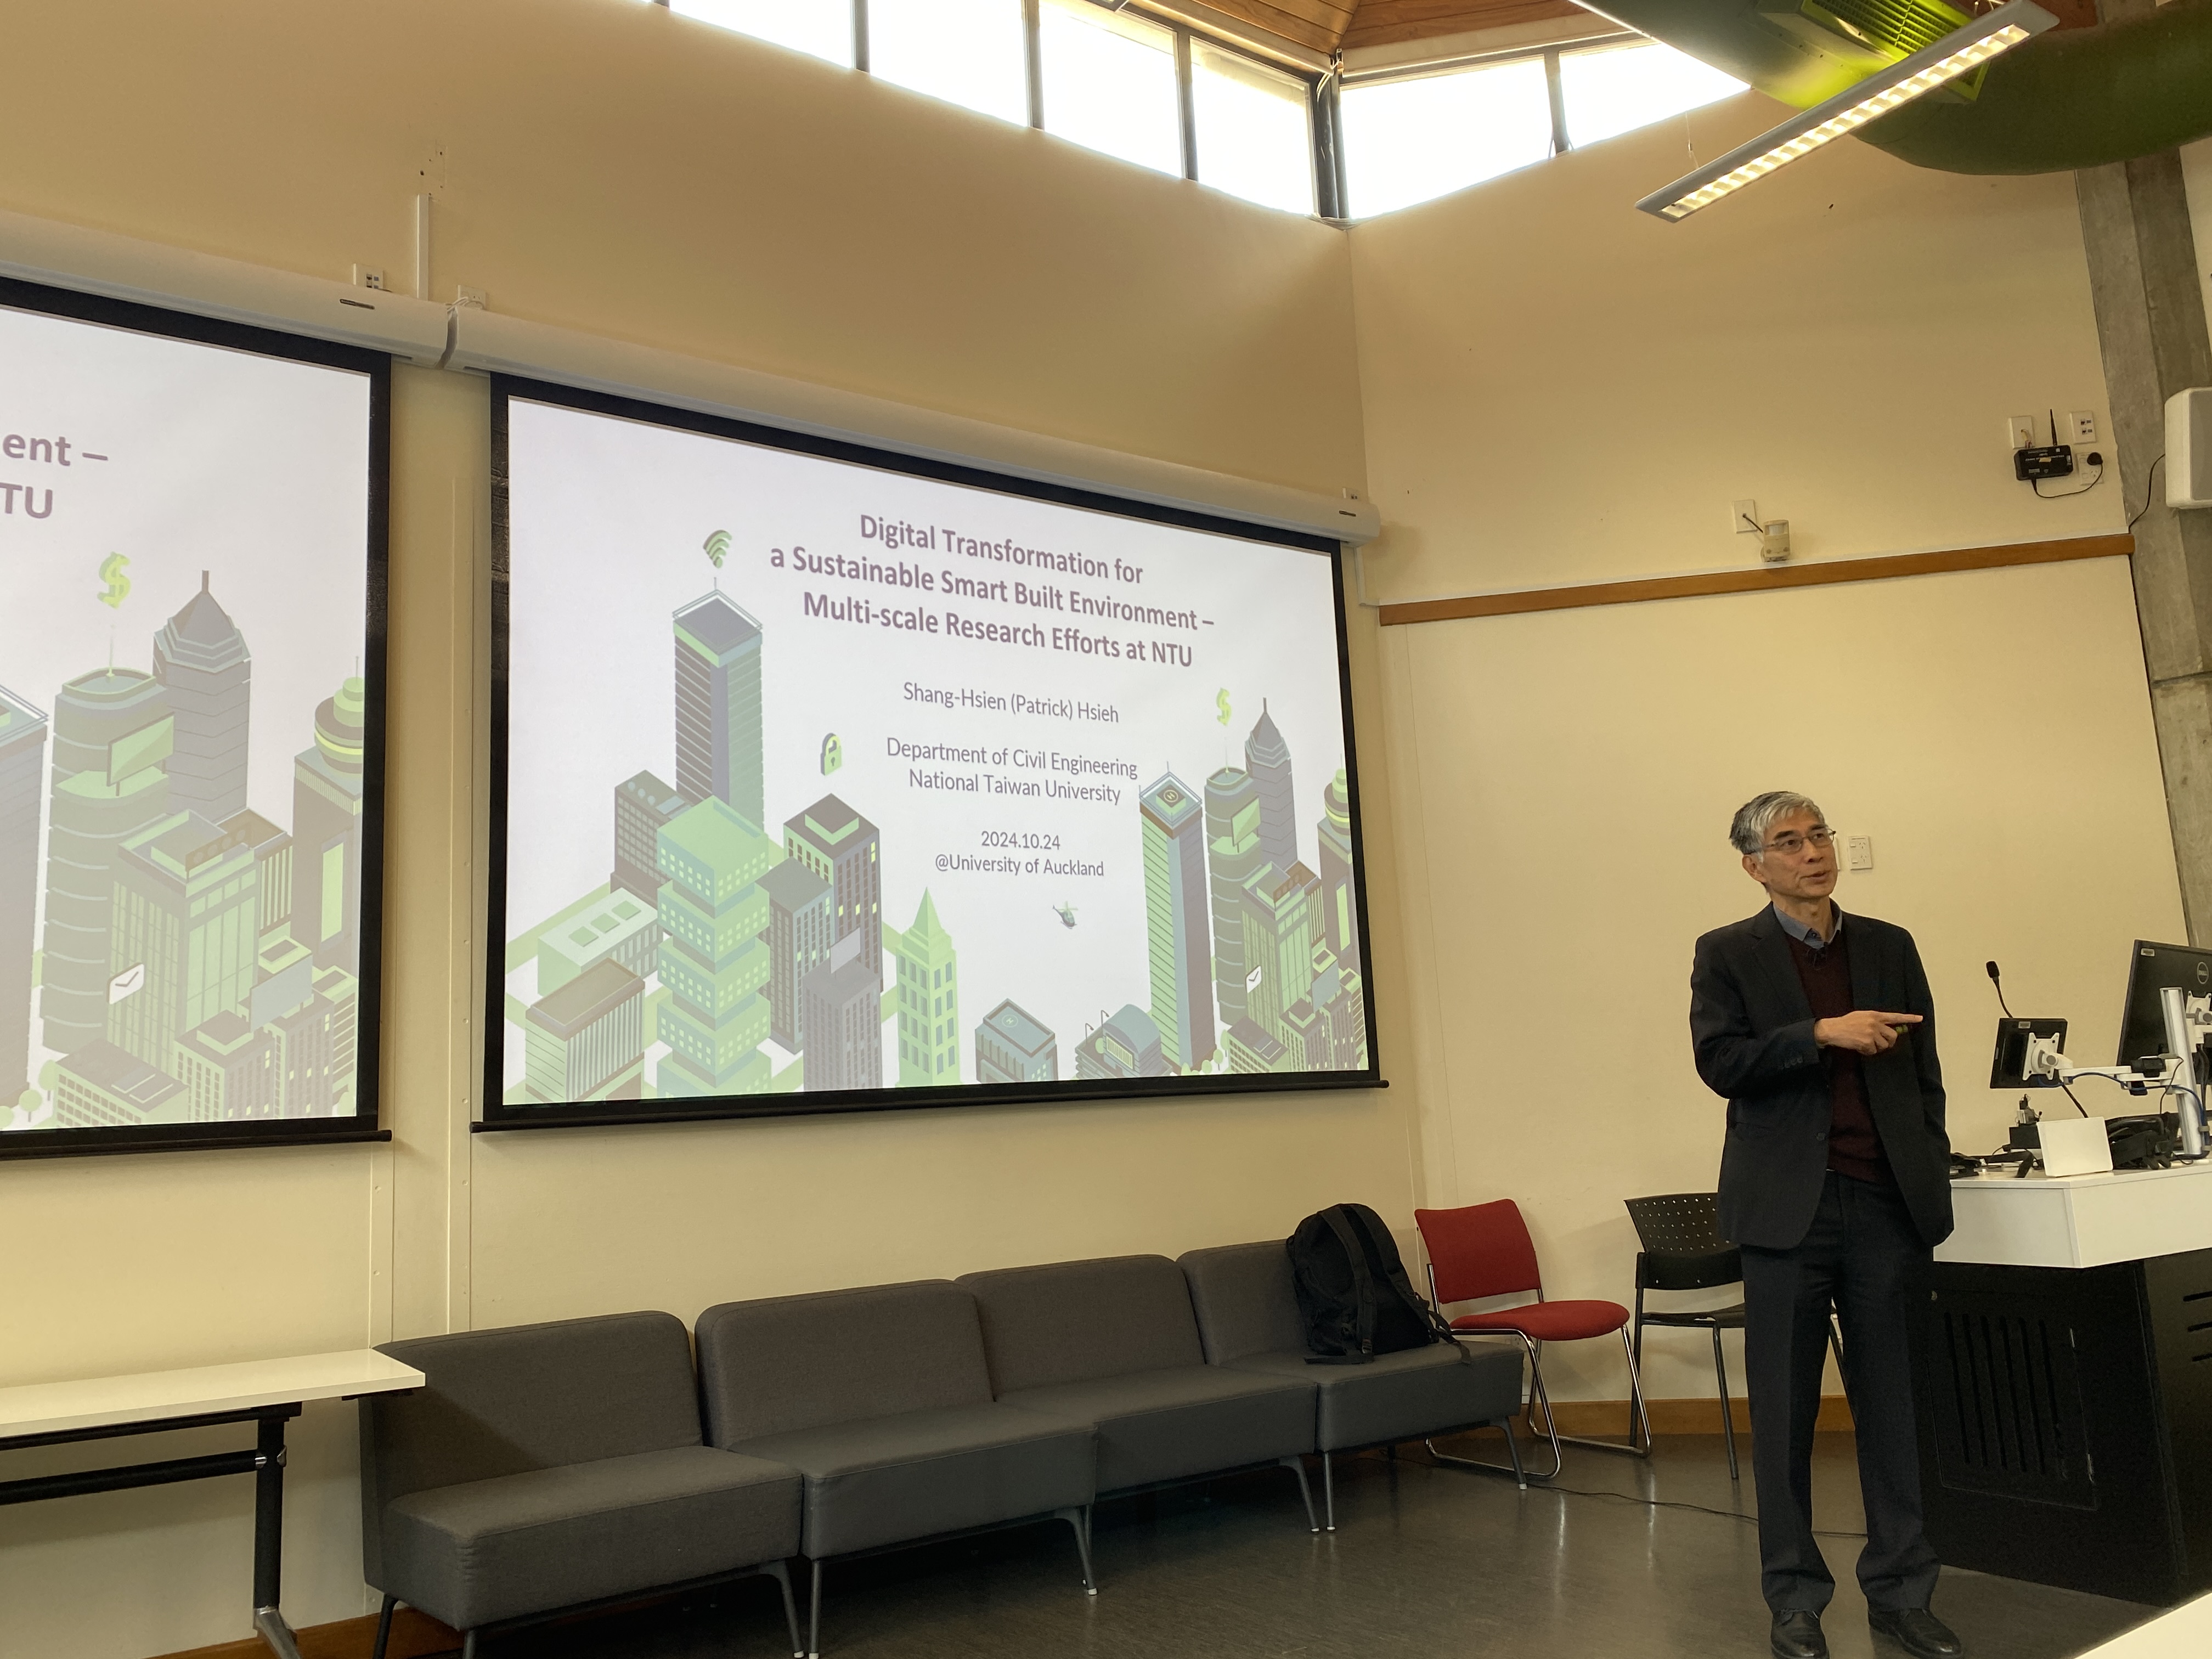 ent –
TU
Digital Transformation for
a Sustainable Smart Built Environment –
Multi-scale Research Efforts at NTU
Shang-Hsien (Patrick) Hsieh
Department of Civil Engineering
National Taiwan University
2024.10.24
@University of Auckland
DELL